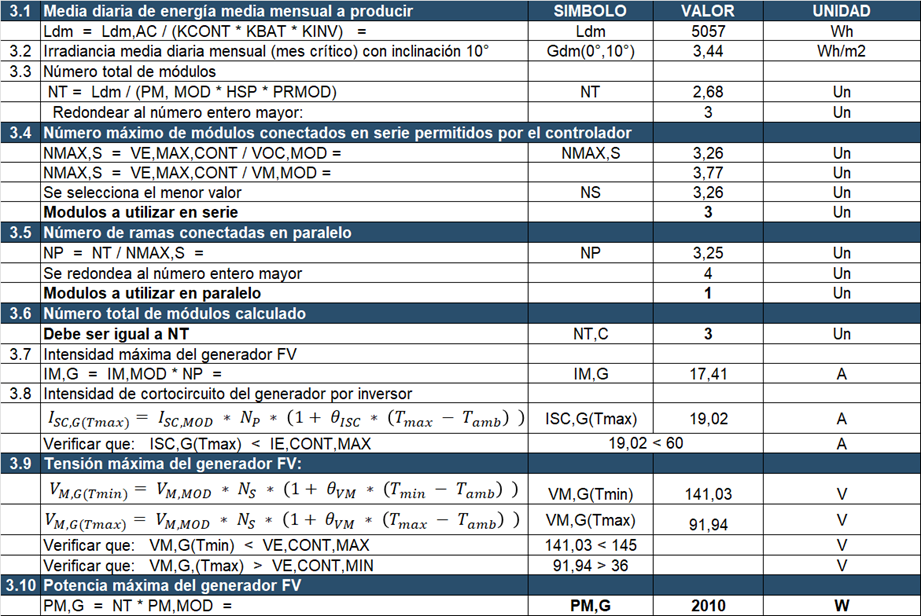 3.1 Media diaria de energía media mensual a producir SIMBOLO VALOR UNIDAD
Ldm = Ldm,AC / (KCONT * KBAT * KINV) = Ldm 5057 Wh
3.2 Irradiancia media diaria mensual (mes crítico) con inclinación 10° Gdm(0°,10°) 3,44 Wh/m2
3.3 Número total de módulos
NT = Ldm / (PM, MOD * HSP * PRMOD) NT 2,68 Un
Redondear al número entero mayor: 3 Un
3.4 Número máximo de módulos conectados en serie permitidos por el controlador
NMAX,S = VE,MAX,CONT / VOC,MOD = NMAX,S 3,26 Un
NMAX,S = VE,MAX,CONT / VM,MOD = 3,77 Un
Se selecciona el menor valor NS 3,26 Un
Modulos a utilizar en serie 3 Un
3.5 Número de ramas conectadas en paralelo
NP = NT / NMAX,S = NP 3,25 Un
Se redondea al número entero mayor 4 Un
Modulos a utilizar en paralelo 1 Un
3.6 Número total de módulos calculado
Debe ser igual a NT NT,C 3 Un
3.7 Intensidad máxima del generador FV
IM,G = IM,MOD * NP = IM,G 17,41 A
3.8 Intensidad de cortocircuito del generador por inversor
I_{SC,G(Tmax)} = I_{SC,MOD} * N_P * (1 + θ_{ISC} * (T_{max} − T_{amb}) ) ISC,G(Tmax) 19,02 A
Verificar que: ISC,G(Tmax) < IE,CONT,MAX 19,02 < 60 A
3.9 Tensión máxima del generador FV:
V_{M,G(Tmin)} = V_{M,MOD} * N_S * (1 + θ_{VM} * (T_{min} − T_{amb}) ) VM,G(Tmin) 141,03 V
V_{M,G(Tmax)} = V_{M,MOD} * N_S * (1 + θ_{VM} * (T_{max} − T_{amb}) ) VM,G(Tmax) 91,94 V
Verificar que: VM,G(Tmin) < VE,CONT,MAX 141,03 < 145 V
Verificar que: VM,G,(Tmax) > VE,CONT,MIN 91,94 > 36 V
3.10 Potencia máxima del generador FV
PM,G = NT * PM,MOD = PM,G 2010 W